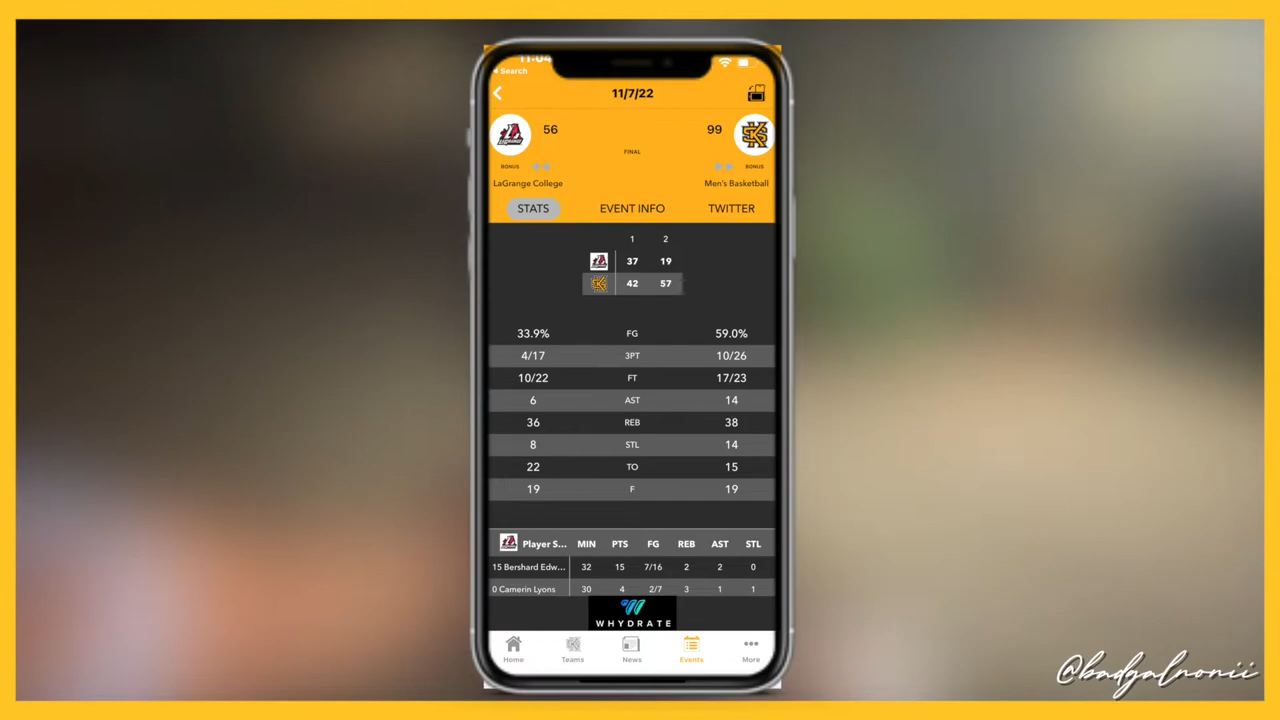 11:04
Search
11/7/22
56
99
FINAL
BONUS
BONUS
LaGrange College
Men's Basketball
STATS EVENT INFO TWITTER
1 2
37 19
42 57
33.9% FG 59.0%
4/17 3PT 10/26
10/22 FT 17/23
6 AST 14
36 REB 38
8 STL 14
22 TO 15
19 F 19
Player S... MIN PTS FG REB AST STL
15 Bershard Edw... 32 15 7/16 2 2 0
0 Camerin Lyons 30 4 2/7 3 1 1
WHYDRATE
Home Teams News Events More
@badgalnonii